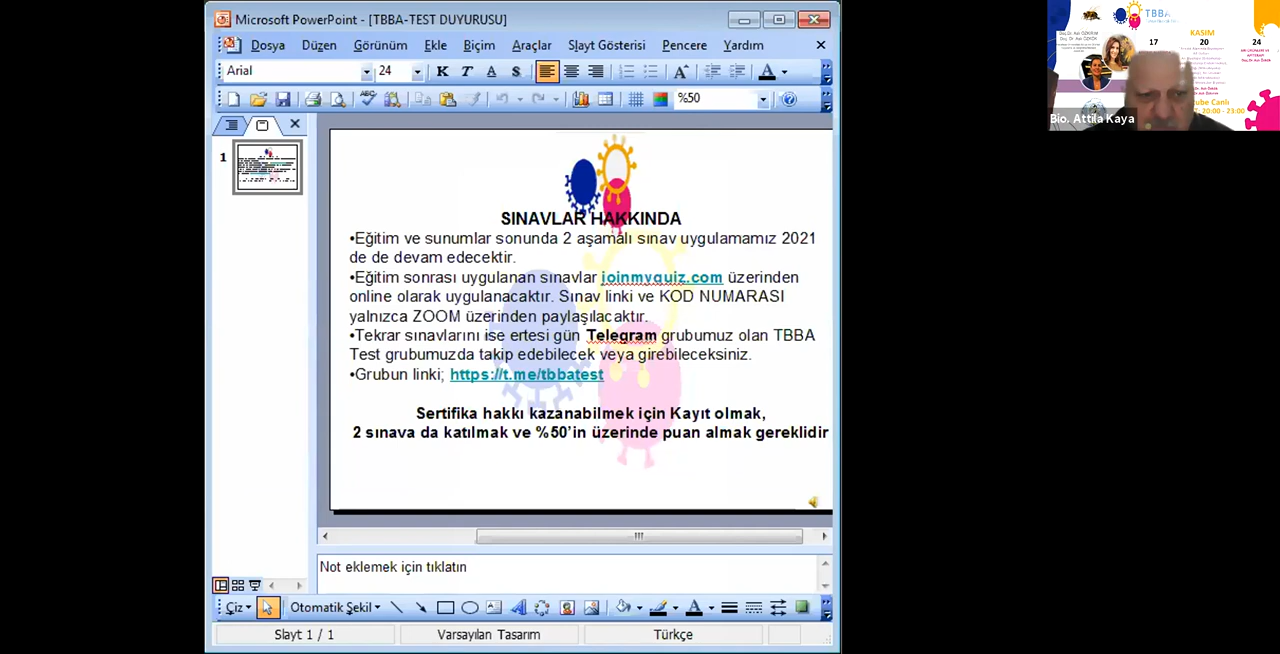 Microsoft PowerPoint - [TBBA-TEST DUYURUSU]
Dosya Düzen Görünüm Ekle Biçim Araçlar Slayt Gösterisi Pencere Yardım
Arial 24 K T A S
%50
1
SINAVLAR HAKKINDA
•Eğitim ve sunumlar sonunda 2 aşamalı sınav uygulamamız 2021
de de devam edecektir.
•Eğitim sonrası uygulanan sınavlar joinmyquiz.com üzerinden
online olarak uygulanacaktır. Sınav linki ve KOD NUMARASI
yalnızca ZOOM üzerinden paylaşılacaktır.
•Tekrar sınavlarını ise ertesi gün Telegram grubumuz olan TBBA
Test grubumuzda takip edebilecek veya girebileceksiniz.
•Grubun linki; https://t.me/tbbatest
Sertifika hakkı kazanabilmek için Kayıt olmak,
2 sınava da katılmak ve %50’in üzerinde puan almak gereklidir
Not eklemek için tıklatın
Çiz Otomatik Şekil
Slayt 1 / 1 Varsayılan Tasarım Türkçe
TBBA
KASIM
17 20 24
20:00 - 23:00
Bio. Attila Kaya